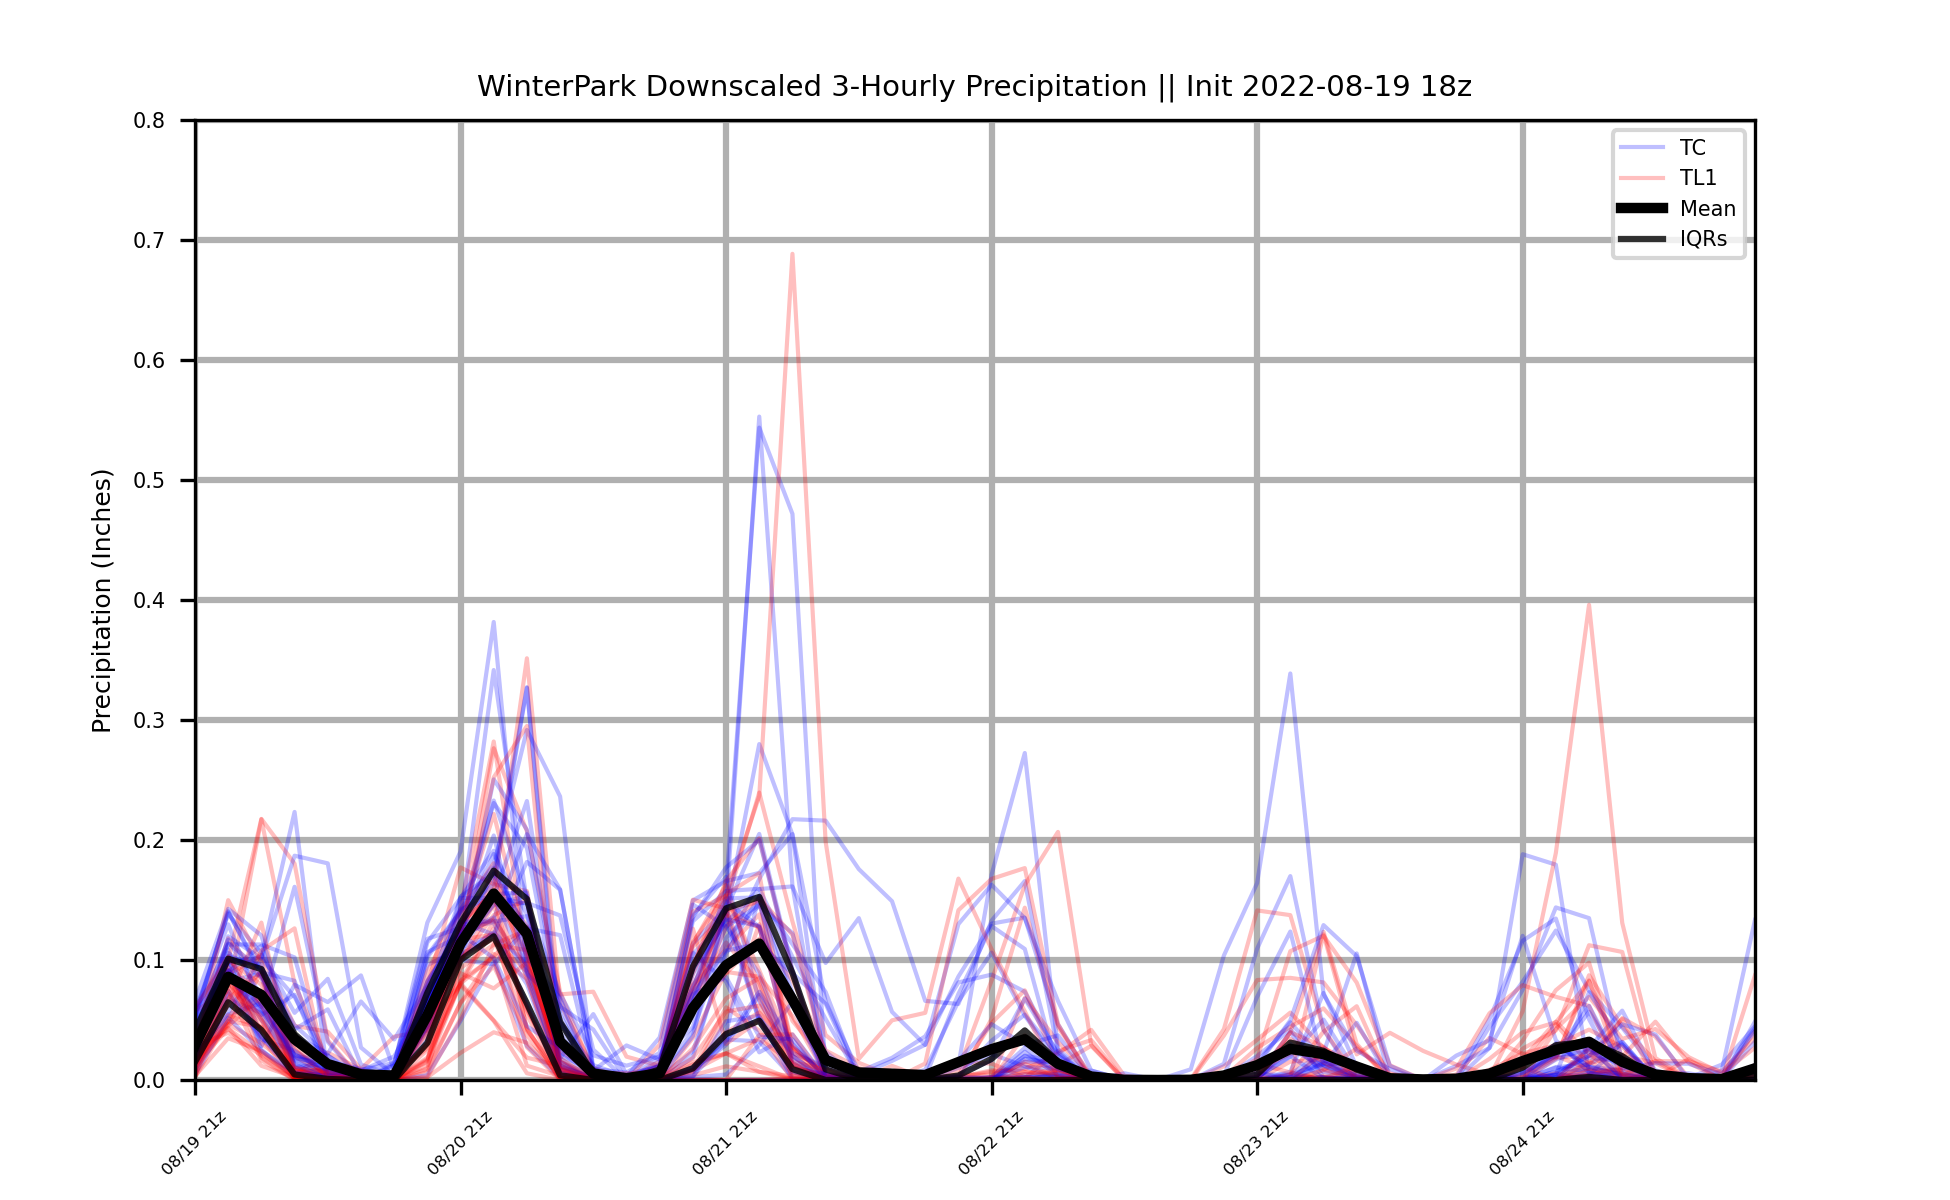 WinterPark Downscaled 3-Hourly Precipitation || Init 2022-08-19 18z
TC
TL1
Mean
IQRs
Precipitation (Inches)
0.8
0.7
0.6
0.5
0.4
0.3
0.2
0.1
0.0
08/19 21z
08/20 21z
08/21 21z
08/22 21z
08/23 21z
08/24 21z